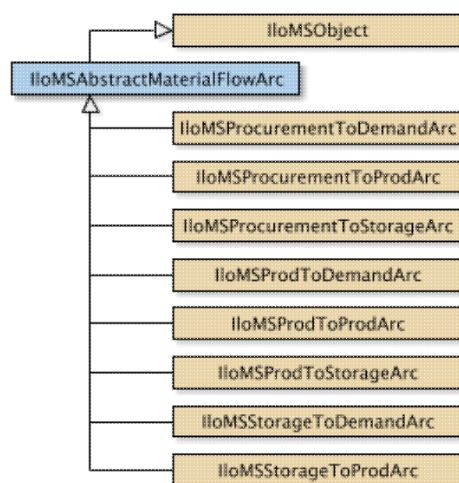 IloMSObject
IloMSAbstractMaterialFlowArc
IloMSProcurementToDemandArc
IloMSProcurementToProdArc
IloMSProcurementToStorageArc
IloMSProdToDemandArc
IloMSProdToProdArc
IloMSProdToStorageArc
IloMSStorageToDemandArc
IloMSStorageToProdArc